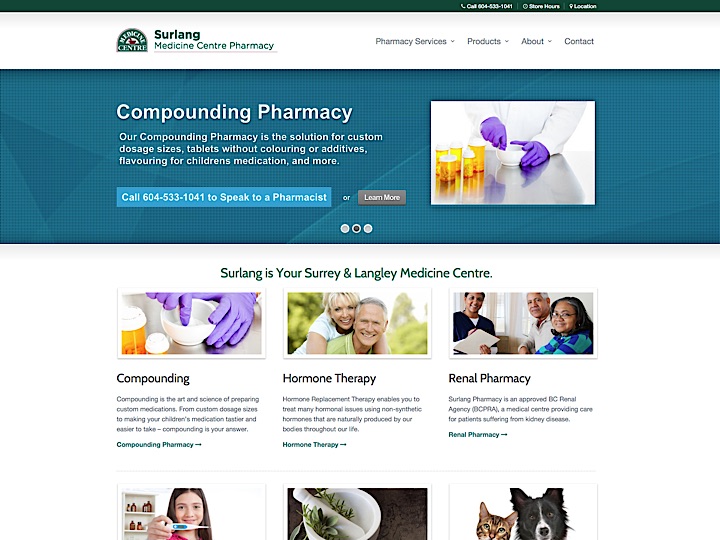 Call 604-533-1041 Store Hours Location
MEDICINE CENTRE
Surlang
Medicine Centre Pharmacy
Pharmacy Services Products About Contact
Compounding Pharmacy
Our Compounding Pharmacy is the solution for custom
dosage sizes, tablets without colouring or additives,
flavouring for childrens medication, and more.
Call 604-533-1041 to Speak to a Pharmacist or Learn More
Surlang is Your Surrey & Langley Medicine Centre.
Compounding
Compounding is the art and science of preparing
custom medications. From custom dosage sizes
to making your children's medication tastier and
easier to take – compounding is your answer.
Compounding Pharmacy →
Hormone Therapy
Hormone Replacement Therapy enables you to
treat many hormonal issues using non-synthetic
hormones that are naturally produced by our
bodies throughout our life.
Hormone Therapy →
Renal Pharmacy
Surlang Pharmacy is an approved BC Renal
Agency (BCPRA), a medical centre providing care
for patients suffering from kidney disease.
Renal Pharmacy →